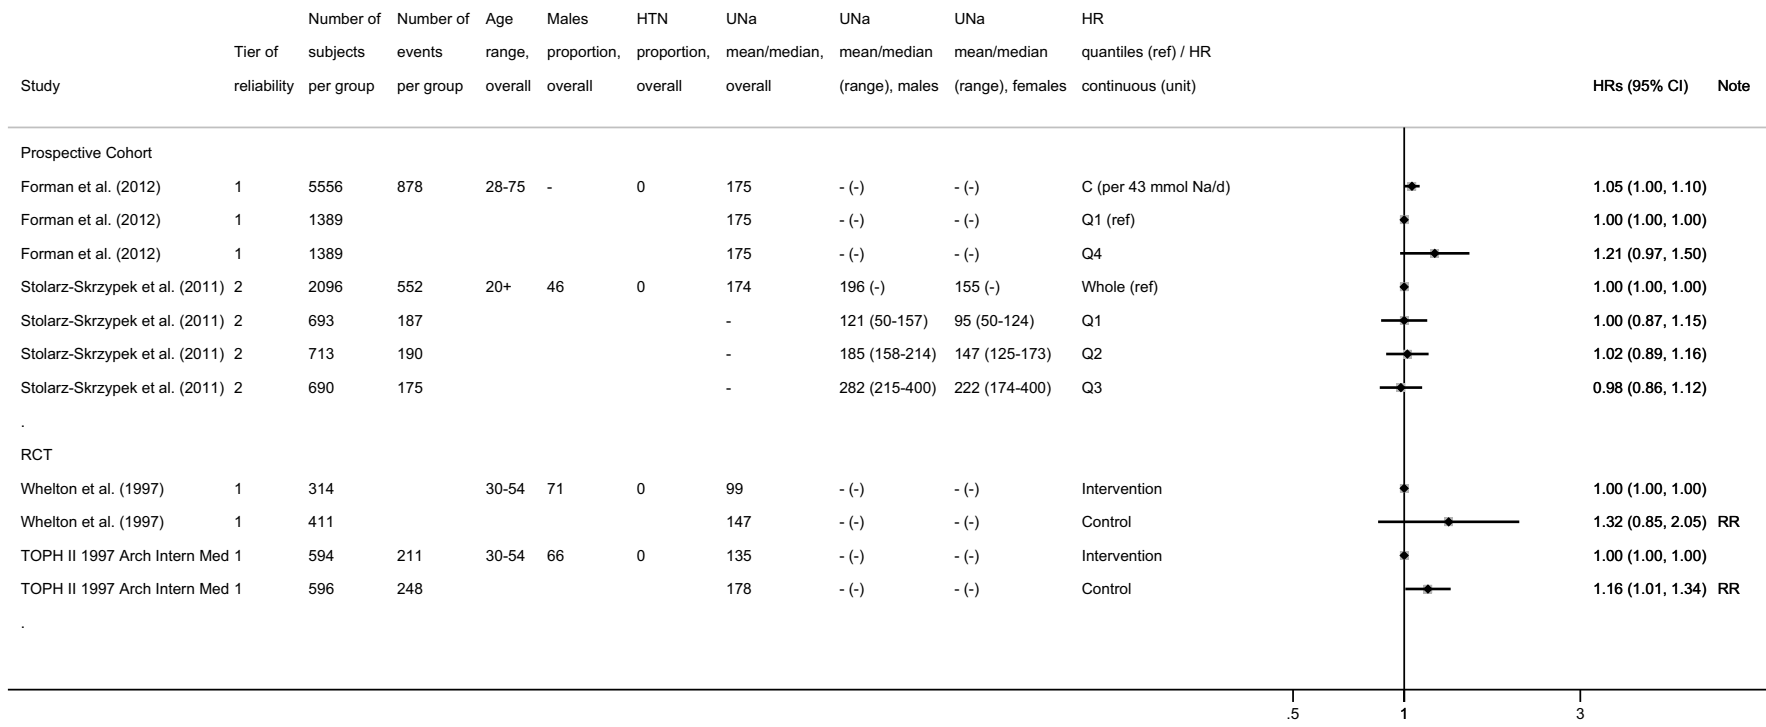 Number of Number of Age Males HTN UNa UNa UNa HR
Tier of subjects events range, proportion, proportion, mean/median, mean/median mean/median quantiles (ref) / HR
Study reliability per group per group overall overall overall overall (range), males (range), females continuous (unit) HRs (95% CI) Note
Prospective Cohort
Forman et al. (2012) 1 5556 878 28-75 - 0 175 - (-) - (-) C (per 43 mmol Na/d) 1.05 (1.00, 1.10)
Forman et al. (2012) 1 1389 175 - (-) - (-) Q1 (ref) 1.00 (1.00, 1.00)
Forman et al. (2012) 1 1389 175 - (-) - (-) Q4 1.21 (0.97, 1.50)
Stolarz-Skrzypek et al. (2011) 2 2096 552 20+ 46 0 174 196 (-) 155 (-) Whole (ref) 1.00 (1.00, 1.00)
Stolarz-Skrzypek et al. (2011) 2 693 187 - 121 (50-157) 95 (50-124) Q1 1.00 (0.87, 1.15)
Stolarz-Skrzypek et al. (2011) 2 713 190 - 185 (158-214) 147 (125-173) Q2 1.02 (0.89, 1.16)
Stolarz-Skrzypek et al. (2011) 2 690 175 - 282 (215-400) 222 (174-400) Q3 0.98 (0.86, 1.12)
.
RCT
Whelton et al. (1997) 1 314 30-54 71 0 99 - (-) - (-) Intervention 1.00 (1.00, 1.00)
Whelton et al. (1997) 1 411 147 - (-) - (-) Control 1.32 (0.85, 2.05) RR
TOPH II 1997 Arch Intern Med 1 594 211 30-54 66 0 135 - (-) - (-) Intervention 1.00 (1.00, 1.00)
TOPH II 1997 Arch Intern Med 1 596 248 178 - (-) - (-) Control 1.16 (1.01, 1.34) RR
.
.5 1 3